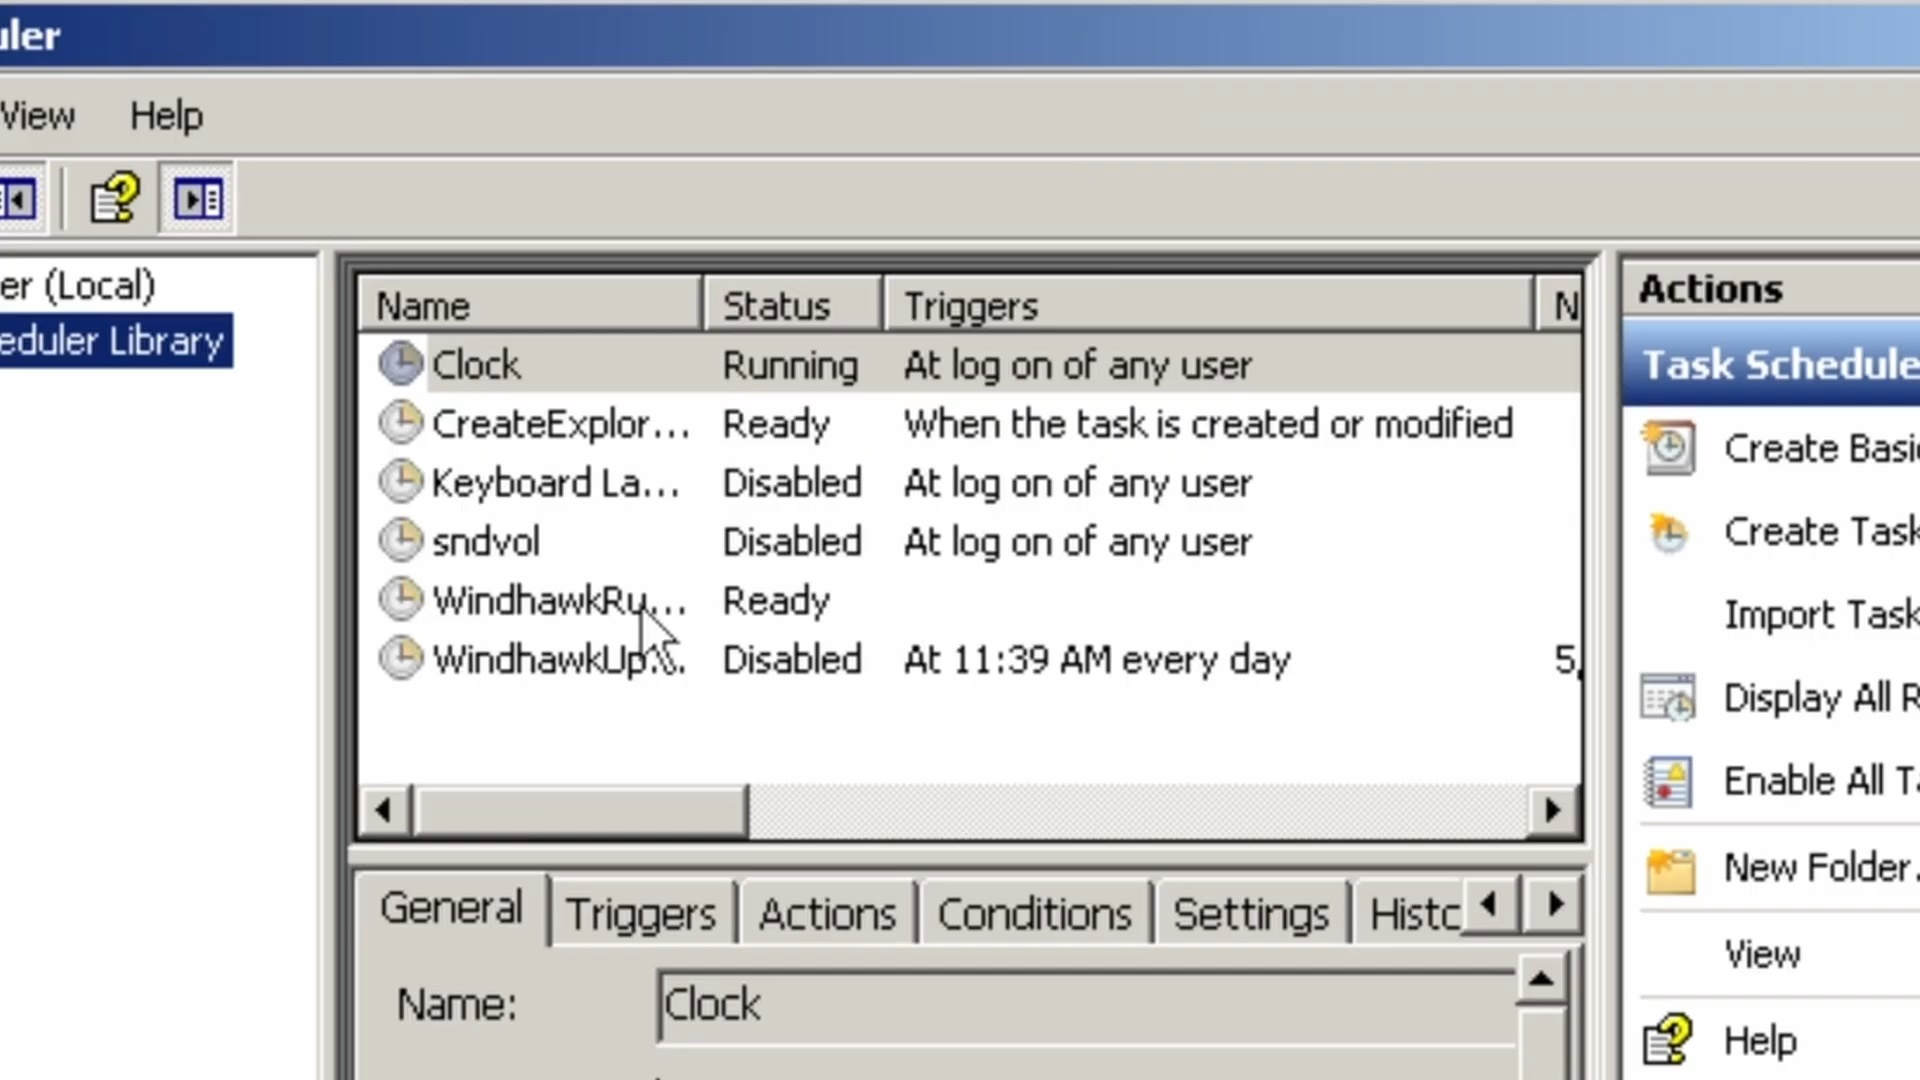 uler
View Help
er (Local)
eduler Library
Name Status Triggers N
Clock Running At log on of any user
CreateExplor... Ready When the task is created or modified
Keyboard La... Disabled At log on of any user
sndvol Disabled At log on of any user
WindhawkRu... Ready
WindhawkUp... Disabled At 11:39 AM every day 5,
General Triggers Actions Conditions Settings Histo
Name: Clock
Actions
Task Schedule
Create Basi
Create Task
Import Task
Display All R
Enable All Ta
New Folder.
View
Help